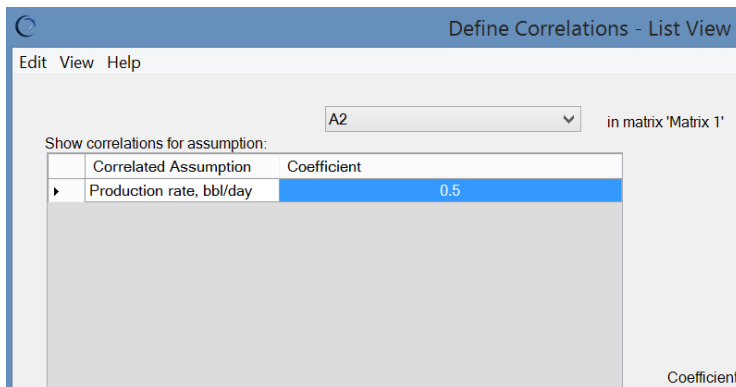 Define Correlations - List View
Edit View Help
A2 in matrix 'Matrix 1'
Show correlations for assumption:
Correlated Assumption Coefficient
Production rate, bbl/day 0.5
Coefficient